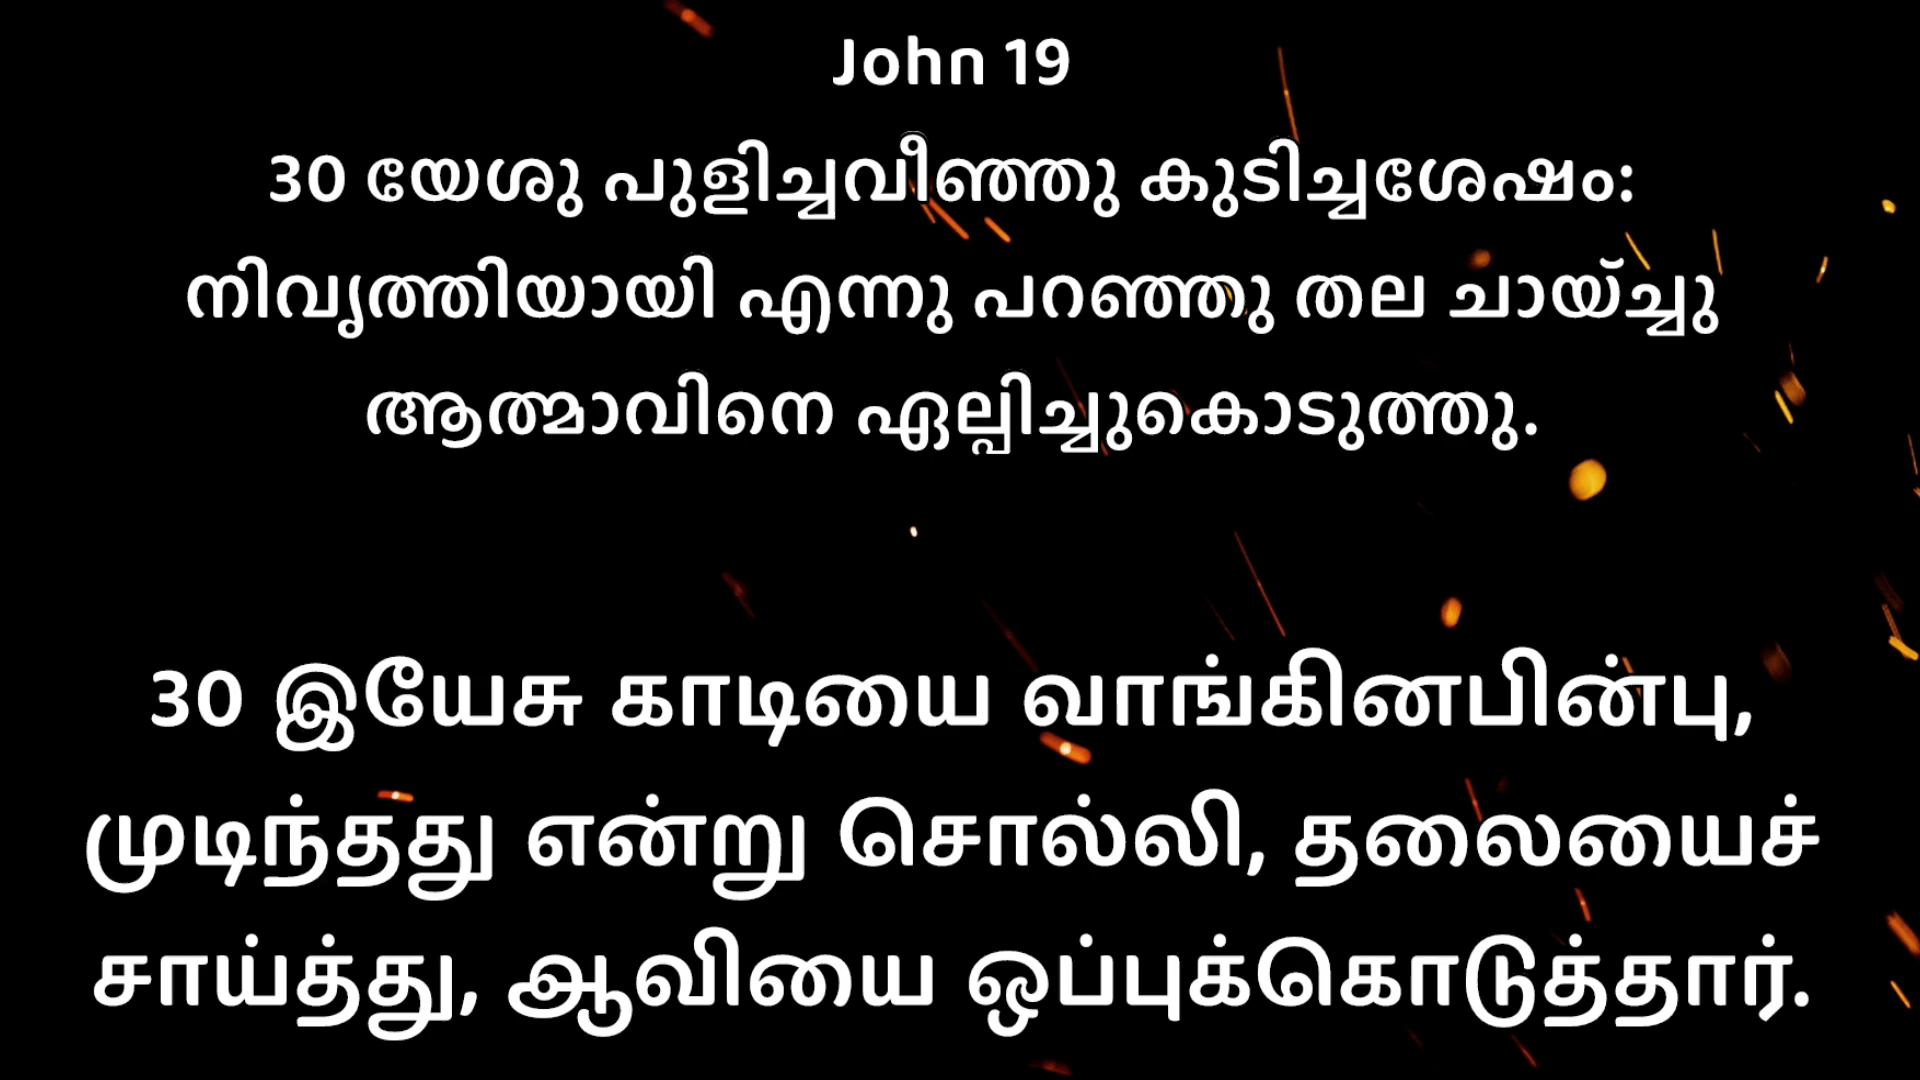 John 19
30 യേശു പുളിച്ചവീഞ്ഞു കുടിച്ചശേഷം:
നിവൃത്തിയായി എന്നു പറഞ്ഞു തല ചായ്ച്ചു
ആത്മാവിനെ ഏല്പിച്ചുകൊടുത്തു.
30 இயேசு காடியை வாங்கினபின்பு,
முடிந்தது என்று சொல்லி, தலையைச்
சாய்த்து, ஆவியை ஒப்புக்கொடுத்தார்.